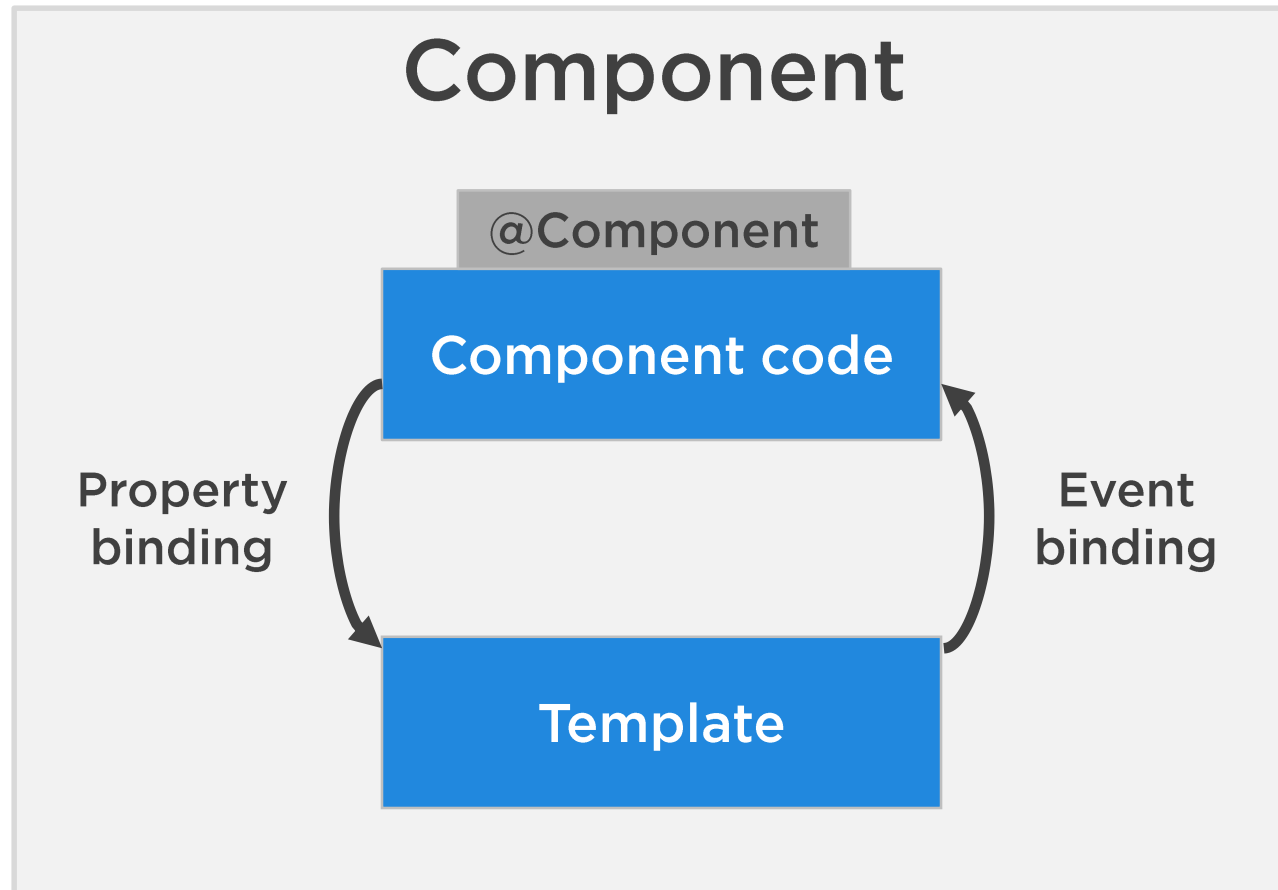 Component
@Component
Component code
Property
binding
Event
binding
Template